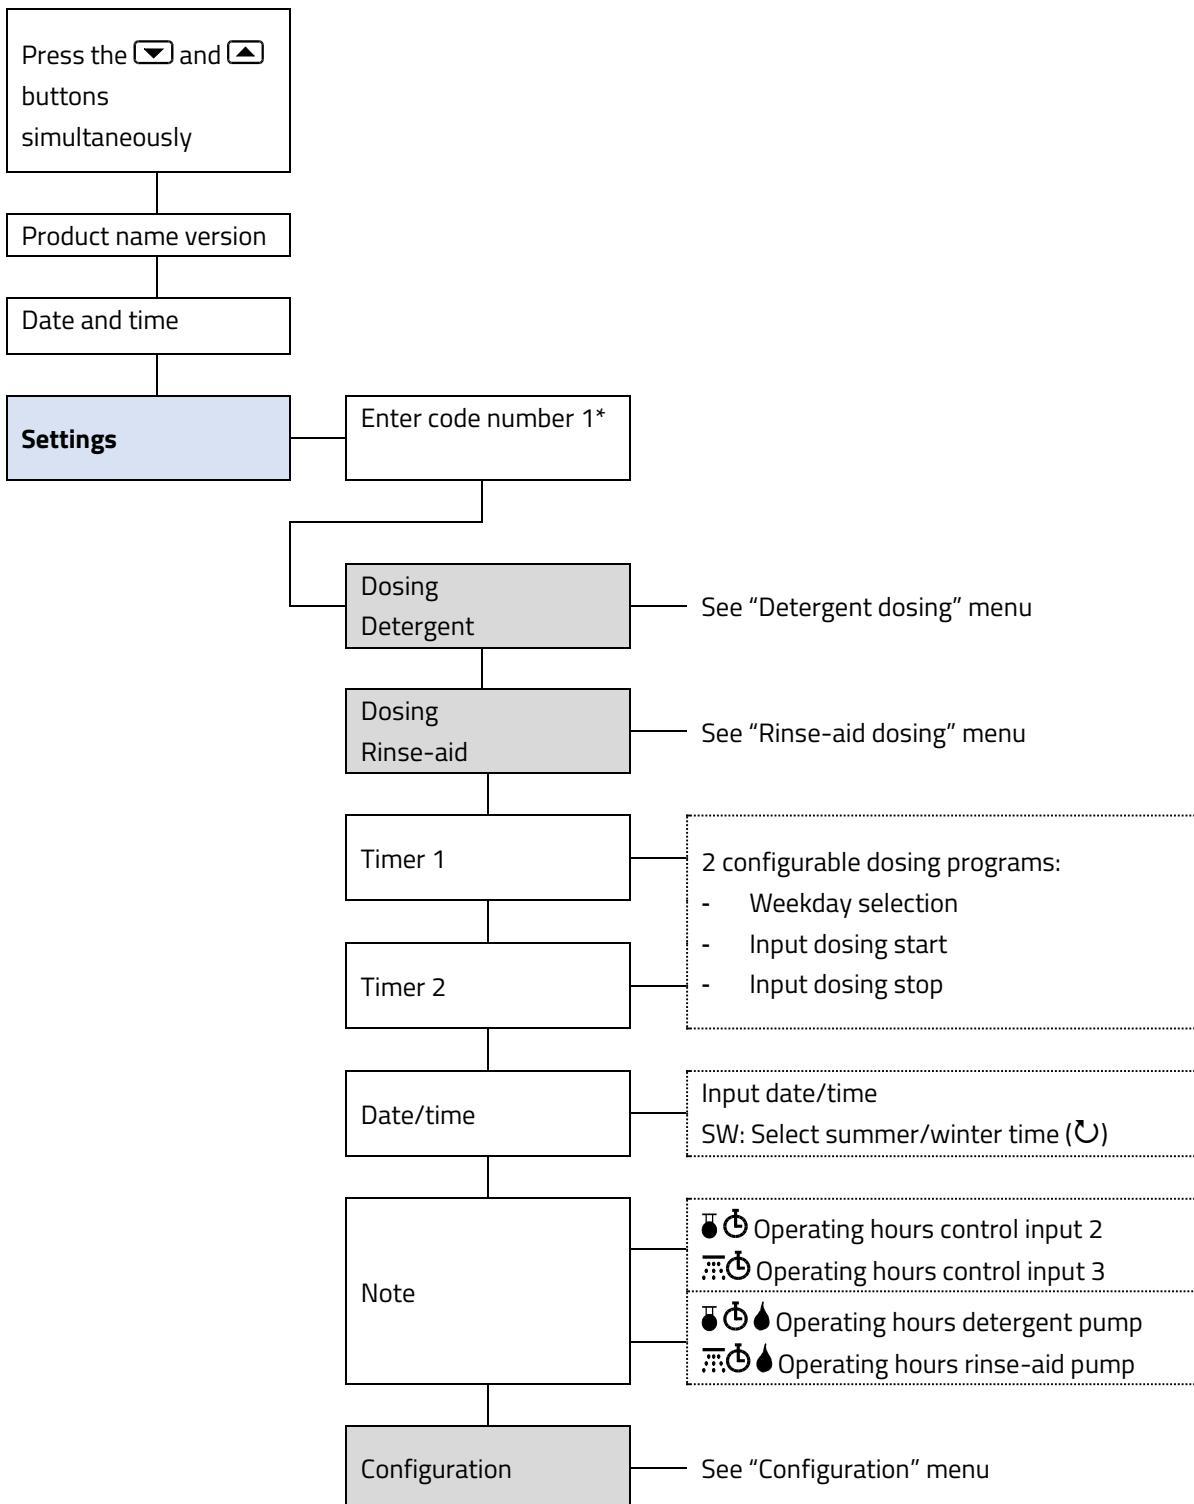 Press the and
buttons
simultaneously
Product name version
Date and time
Settings
Enter code number 1*
Dosing
Detergent
See “Detergent dosing” menu
Dosing
Rinse-aid
See “Rinse-aid dosing” menu
Timer 1
2 configurable dosing programs:
- Weekday selection
- Input dosing start
- Input dosing stop
Timer 2
Date/time
Input date/time
SW: Select summer/winter time (↻)
Note
Operating hours control input 2
Operating hours control input 3
Operating hours detergent pump
Operating hours rinse-aid pump
Configuration
See “Configuration” menu